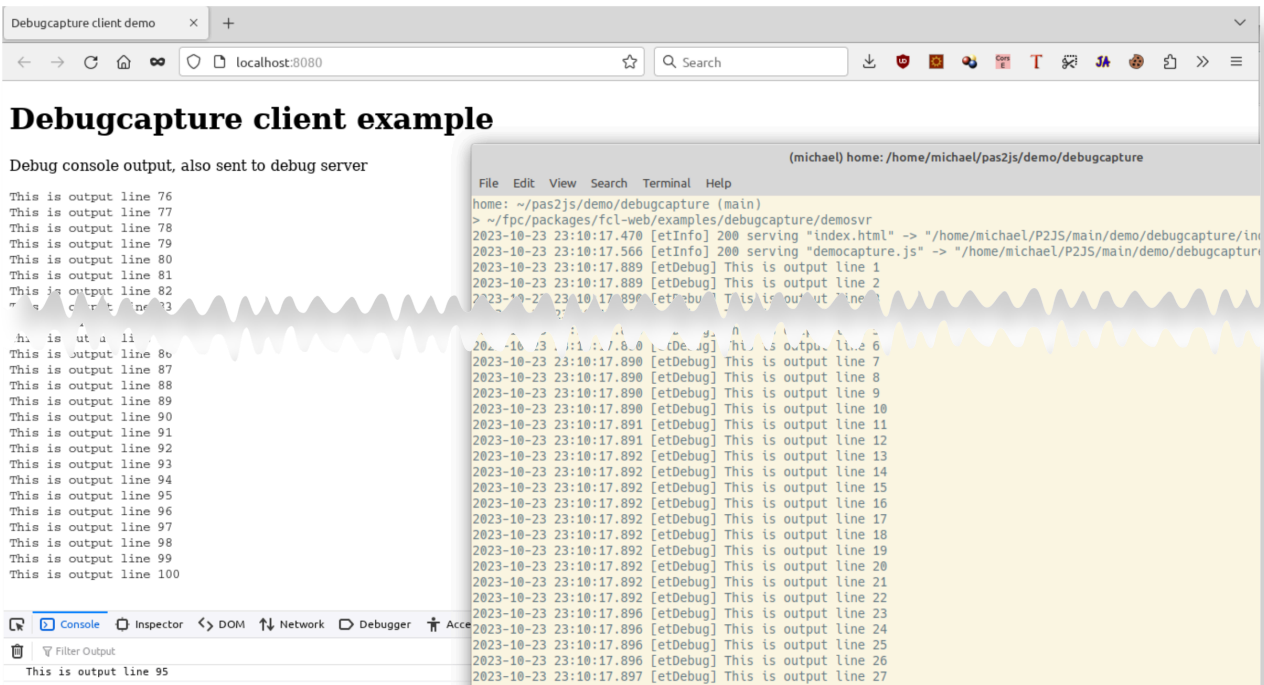 Debugcapture client demo
localhost:8080
Search
Debugcapture client example
Debug console output, also sent to debug server
This is output line 76
This is output line 77
This is output line 78
This is output line 79
This is output line 80
This is output line 81
This is output line 82
This is output line 86
This is output line 87
This is output line 88
This is output line 89
This is output line 90
This is output line 91
This is output line 92
This is output line 93
This is output line 94
This is output line 95
This is output line 96
This is output line 97
This is output line 98
This is output line 99
This is output line 100
Console Inspector DOM Network Debugger Acce
Filter Output
This is output line 95
(michael) home: /home/michael/pas2js/demo/debugcapture
File Edit View Search Terminal Help
home: ~/pas2js/demo/debugcapture (main)
> ~/fpc/packages/fcl-web/examples/debugcapture/demosvr
2023-10-23 23:10:17.470 [etInfo] 200 serving "index.html" -> "/home/michael/P2JS/main/demo/debugcapture/in
2023-10-23 23:10:17.566 [etInfo] 200 serving "democapture.js" -> "/home/michael/P2JS/main/demo/debugcapture
2023-10-23 23:10:17.889 [etDebug] This is output line 1
2023-10-23 23:10:17.889 [etDebug] This is output line 2
2023-10-23 23:10:17.890 [etDebug] This is output line 6
2023-10-23 23:10:17.890 [etDebug] This is output line 7
2023-10-23 23:10:17.890 [etDebug] This is output line 8
2023-10-23 23:10:17.890 [etDebug] This is output line 9
2023-10-23 23:10:17.890 [etDebug] This is output line 10
2023-10-23 23:10:17.891 [etDebug] This is output line 11
2023-10-23 23:10:17.891 [etDebug] This is output line 12
2023-10-23 23:10:17.892 [etDebug] This is output line 13
2023-10-23 23:10:17.892 [etDebug] This is output line 14
2023-10-23 23:10:17.892 [etDebug] This is output line 15
2023-10-23 23:10:17.892 [etDebug] This is output line 16
2023-10-23 23:10:17.892 [etDebug] This is output line 17
2023-10-23 23:10:17.892 [etDebug] This is output line 18
2023-10-23 23:10:17.892 [etDebug] This is output line 19
2023-10-23 23:10:17.892 [etDebug] This is output line 20
2023-10-23 23:10:17.892 [etDebug] This is output line 21
2023-10-23 23:10:17.892 [etDebug] This is output line 22
2023-10-23 23:10:17.896 [etDebug] This is output line 23
2023-10-23 23:10:17.896 [etDebug] This is output line 24
2023-10-23 23:10:17.896 [etDebug] This is output line 25
2023-10-23 23:10:17.896 [etDebug] This is output line 26
2023-10-23 23:10:17.897 [etDebug] This is output line 27